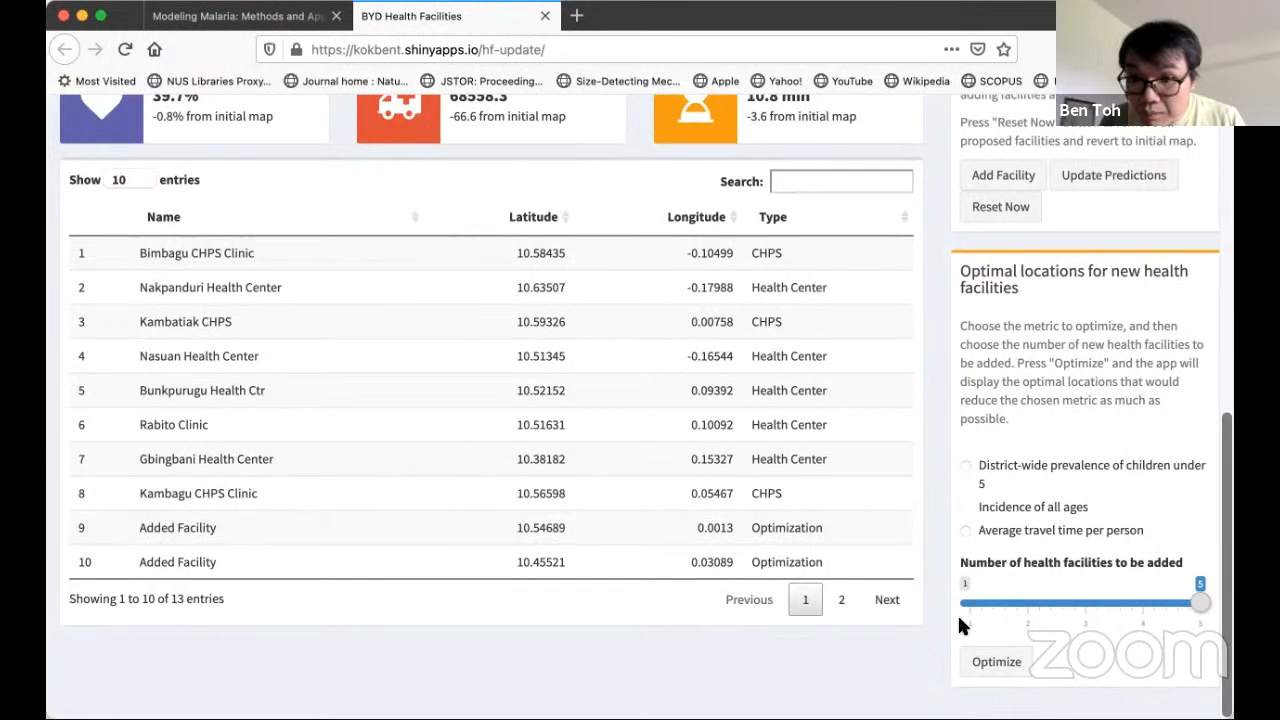 Modeling Malaria: Methods and Ap
BYD Health Facilities
https://kokbent.shinyapps.io/hf-update/
Most Visited
NUS Libraries Proxy...
Journal home : Natu...
JSTOR: Proceeding...
Size-Detecting Mec...
Apple
Yahoo!
YouTube
Wikipedia
SCOPUS
Ben Toh
39.7%
-0.8% from initial map
68558.3
-66.6 from initial map
10.8 min
-3.6 from initial map
adding facilities a
Press "Reset Now
proposed facilities and revert to initial map.
Add Facility
Update Predictions
Reset Now
Show 10 entries
Search:
Name Latitude Longitude Type
1 Bimbagu CHPS Clinic 10.58435 -0.10499 CHPS
2 Nakpanduri Health Center 10.63507 -0.17988 Health Center
3 Kambatiak CHPS 10.59326 0.00758 CHPS
4 Nasuan Health Center 10.51345 -0.16544 Health Center
5 Bunkpurugu Health Ctr 10.52152 0.09392 Health Center
6 Rabito Clinic 10.51631 0.10092 Health Center
7 Gbingbani Health Center 10.38182 0.15327 Health Center
8 Kambagu CHPS Clinic 10.56598 0.05467 CHPS
9 Added Facility 10.54689 0.0013 Optimization
10 Added Facility 10.45521 0.03089 Optimization
Showing 1 to 10 of 13 entries
Previous 1 2 Next
Optimal locations for new health
facilities
Choose the metric to optimize, and then
choose the number of new health facilities to
be added. Press "Optimize" and the app will
display the optimal locations that would
reduce the chosen metric as much as
possible.
District-wide prevalence of children under
5
Incidence of all ages
Average travel time per person
Number of health facilities to be added
1 5
1 2 3 4 5
Optimize
zoom